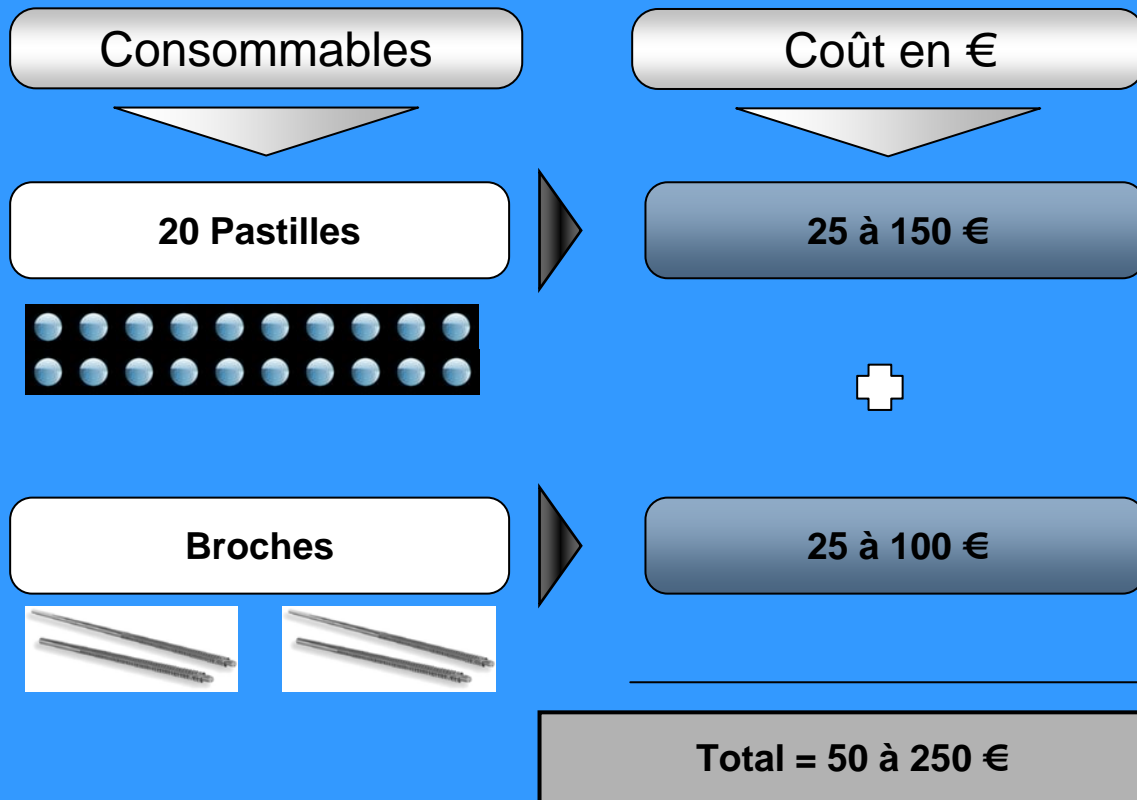 Consommables
Coût en €
20 Pastilles
25 à 150 €
Broches
25 à 100 €
Total = 50 à 250 €